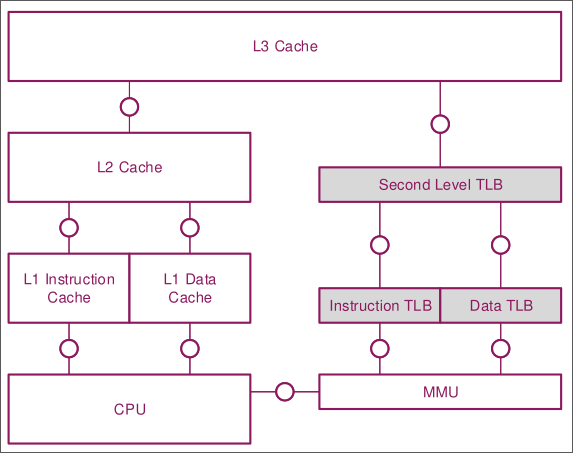 L3 Cache
L2 Cache
Second Level TLB
L1 Instruction
Cache
L1 Data
Cache
Instruction TLB
Data TLB
CPU
MMU